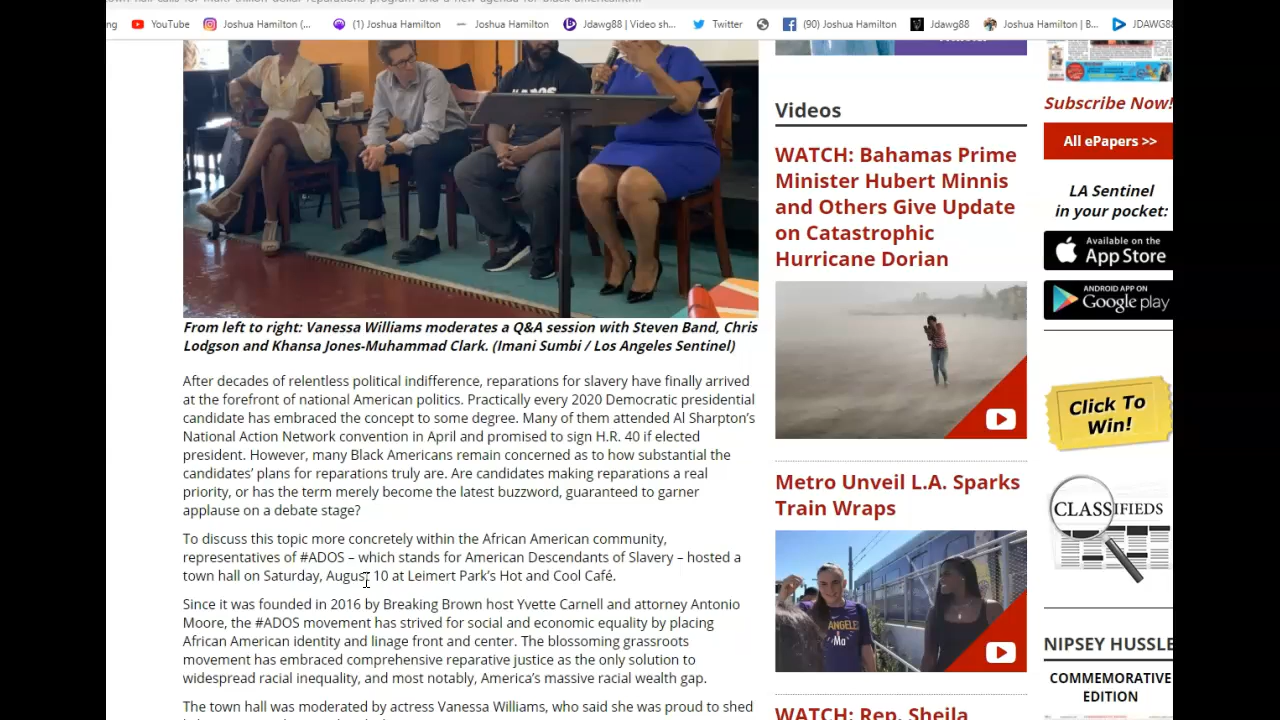 YouTube
Joshua Hamilton (...
(1) Joshua Hamilton
Joshua Hamilton
Jdawg88 | Video sh...
Twitter
(90) Joshua Hamilton
Jdawg88
Joshua Hamilton | B...
JDAWG88
From left to right: Vanessa Williams moderates a Q&A session with Steven Band, Chris
Lodgson and Khansa Jones-Muhammad Clark. (Imani Sumbi / Los Angeles Sentinel)
After decades of relentless political indifference, reparations for slavery have finally arrived
at the forefront of national American politics. Practically every 2020 Democratic presidential
candidate has embraced the concept to some degree. Many of them attended Al Sharpton's
National Action Network convention in April and promised to sign H.R. 40 if elected
president. However, many Black Americans remain concerned as to how substantial the
candidates' plans for reparations truly are. Are candidates making reparations a real
priority, or has the term merely become the latest buzzword, guaranteed to garner
applause on a debate stage?
To discuss this topic more concretely within the African American community,
representatives of #ADOS – which stands for American Descendants of Slavery – hosted a
town hall on Saturday, August 10 at Leimert Park's Hot and Cool Café.
Since it was founded in 2016 by Breaking Brown host Yvette Carnell and attorney Antonio
Moore, the #ADOS movement has strived for social and economic equality by placing
African American identity and linage front and center. The blossoming grassroots
movement has embraced comprehensive reparative justice as the only solution to
widespread racial inequality, and most notably, America's massive racial wealth gap.
The town hall was moderated by actress Vanessa Williams, who said she was proud to shed
Videos
WATCH: Bahamas Prime
Minister Hubert Minnis
and Others Give Update
on Catastrophic
Hurricane Dorian
Metro Unveil L.A. Sparks
Train Wraps
WATCH: Rep. Sheila
Subscribe Now!
All ePapers >>
LA Sentinel
in your pocket:
Available on the
App Store
ANDROID APP ON
Google play
Click To
Win!
CLASSIFIEDS
NIPSEY HUSSLE
COMMEMORATIVE
EDITION